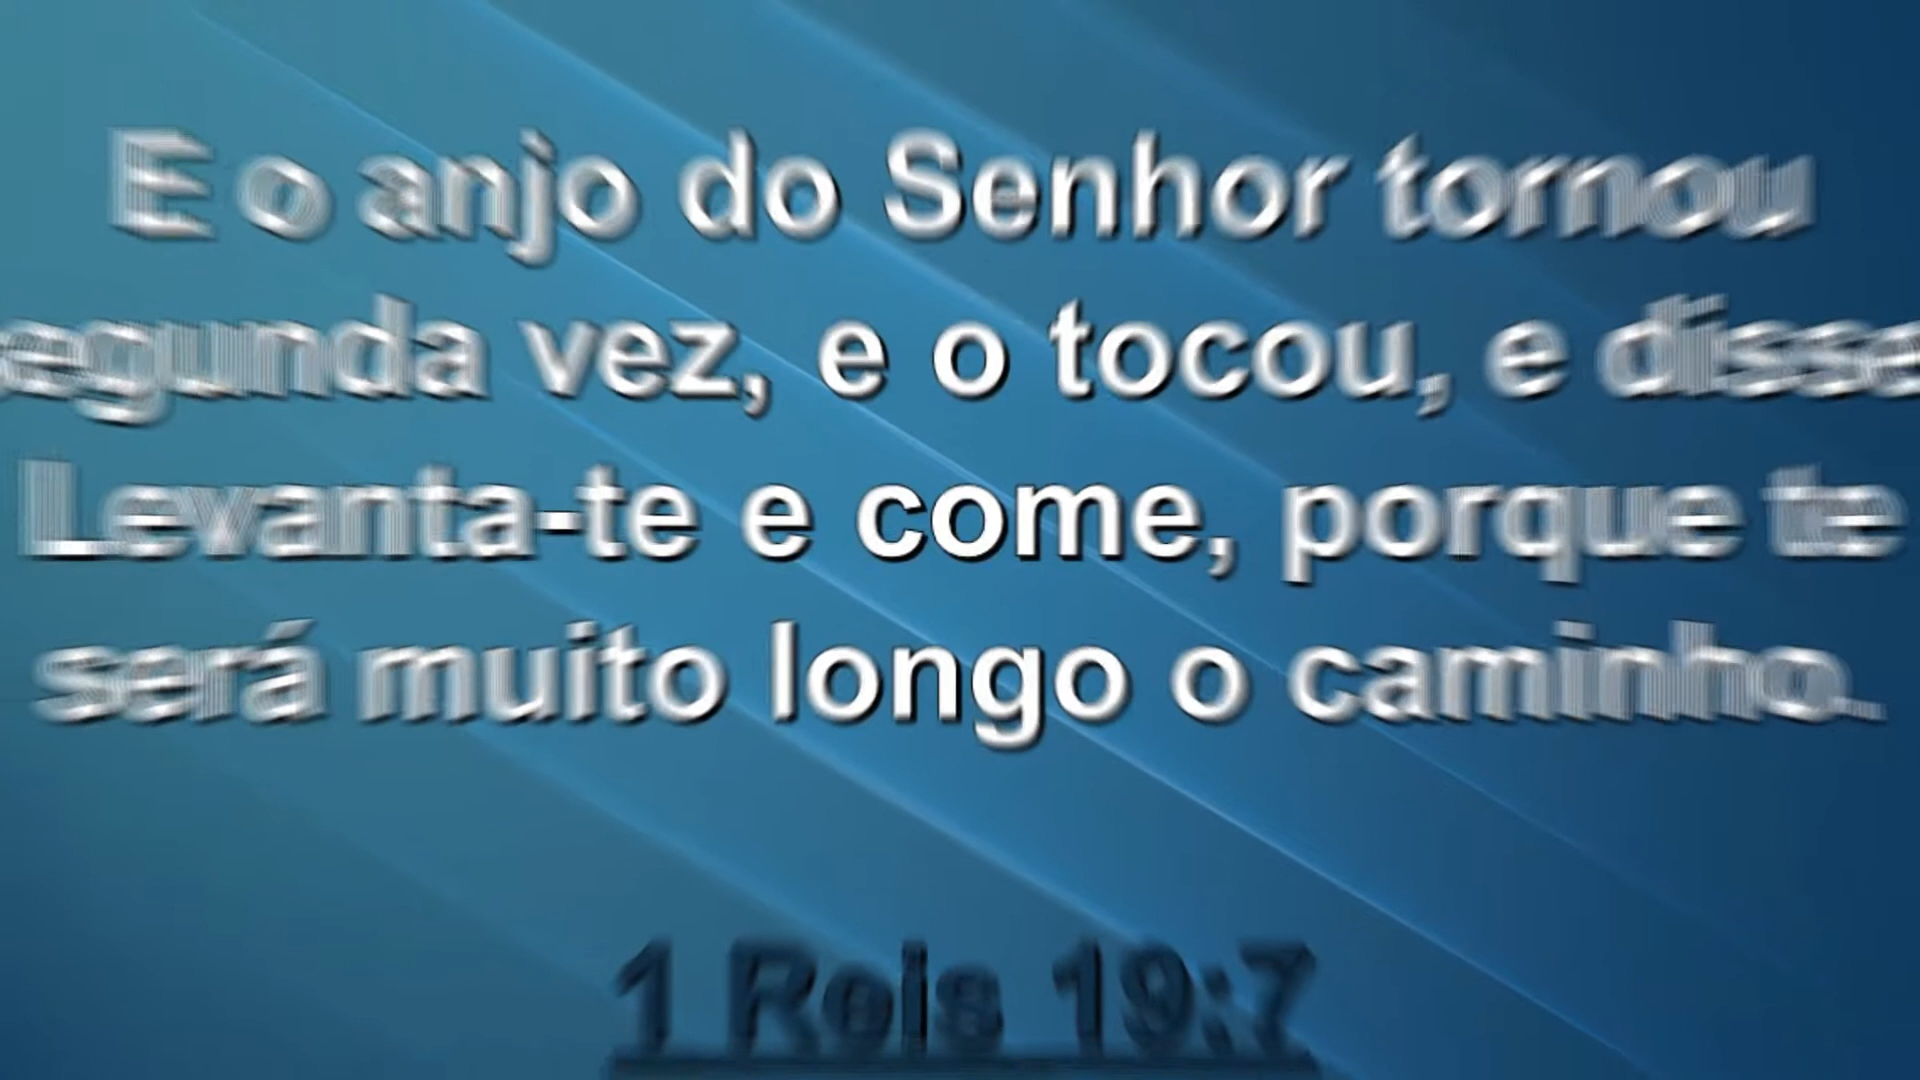 E o anjo do Senhor tornou
segunda vez, e o tocou, e disse
Levanta-te e come, porque te
será muito longo o caminho.
1 Reis 19:7